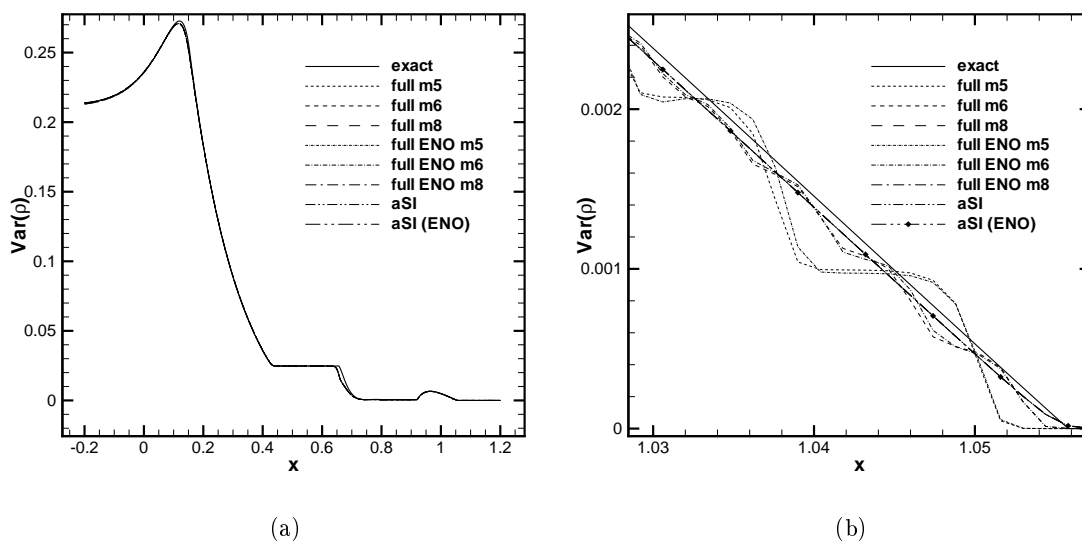 Var(ρ)
0.25
0.2
0.15
0.1
0.05
0
-0.2 0 0.2 0.4 0.6 0.8 1 1.2
x
exact
full m5
full m6
full m8
full ENO m5
full ENO m6
full ENO m8
aSI
aSI (ENO)
(a)
Var(ρ)
0.002
0.001
0
1.03 1.04 1.05
x
exact
full m5
full m6
full m8
full ENO m5
full ENO m6
full ENO m8
aSI
aSI (ENO)
(b)